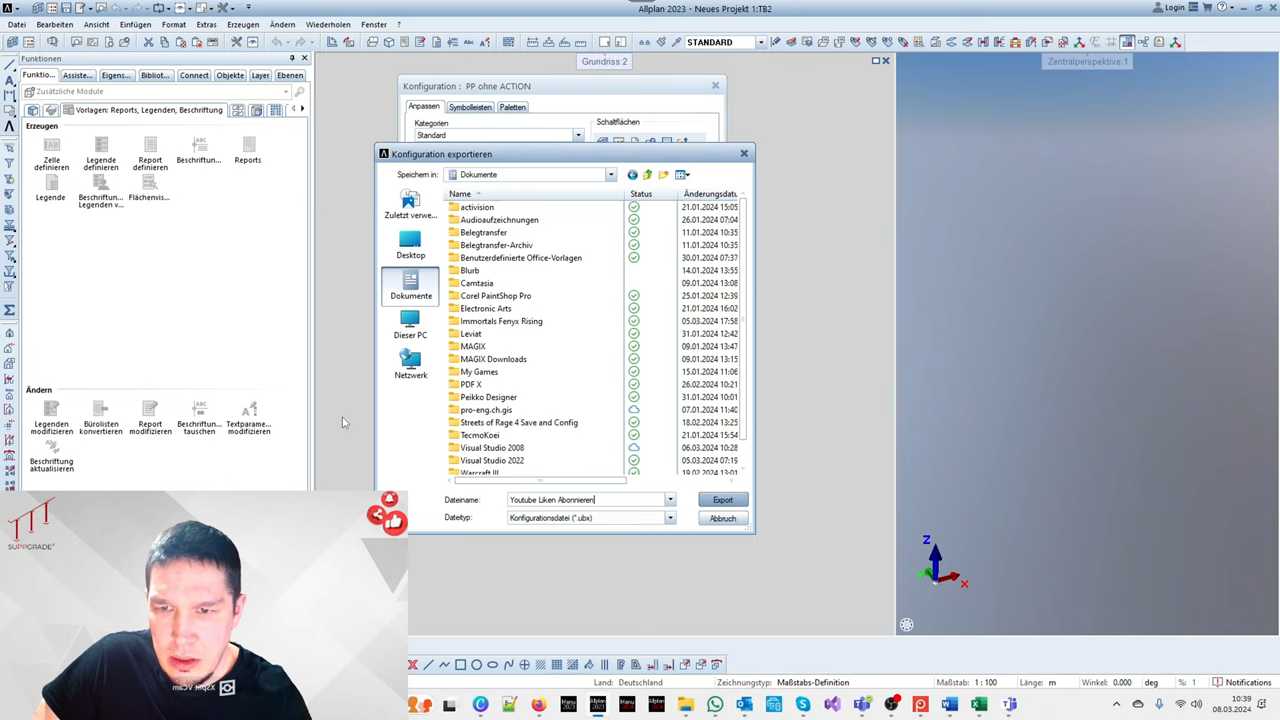 Allplan 2023 - Neues Projekt 1:TB2
Login
Datei Bearbeiten Ansicht Einfügen Format Extras Erzeugen Ändern Wiederholen Fenster ?
STANDARD
Funktionen
Grundriss:2
Zentralperspektive:1
Funktio... Assiste... Eigens... Bibliot... Connect Objekte Layer Ebenen
Zusätzliche Module
Vorlagen: Reports, Legenden, Beschriftung
Erzeugen
Zelle definieren
Legende definieren
Report definieren
Beschriftun...
Reports
Legende
Beschriftun... Legenden v...
Flächenvis...
Ändern
Legenden modifizieren
Bürolisten konvertieren
Report modifizieren
Beschriftun... tauschen
Textparame... modifizieren
Beschriftung aktualisieren
Konfiguration : PP ohne ACTION
Anpassen Symbolleisten Paletten
Kategorien
Schaltflächen
Standard
Konfiguration exportieren
Speichern in: Dokumente
Name Status Änderungsdatu
Zuletzt verwe...
Desktop
Dokumente
Dieser PC
Netzwerk
activision 21.01.2024 15:05
Audioaufzeichnungen 26.01.2024 07:04
Belegtransfer 11.01.2024 10:35
Belegtransfer-Archiv 11.01.2024 10:35
Benutzerdefinierte Office-Vorlagen 30.01.2024 07:37
Blurb 14.01.2024 13:55
Camtasia 09.01.2024 13:08
Corel PaintShop Pro 25.01.2024 12:39
Electronic Arts 21.01.2024 16:02
Immortals Fenyx Rising 05.03.2024 17:58
Leviat 31.01.2024 12:42
MAGIX 09.01.2024 13:47
MAGIX Downloads 09.01.2024 13:15
My Games 15.01.2024 11:06
PDF X 26.02.2024 10:21
Peikko Designer 31.01.2024 10:01
pro-eng.ch.gis 07.01.2024 11:40
Streets of Rage 4 Save and Config 18.02.2024 13:25
TecmoKoei 21.01.2024 15:54
Visual Studio 2008 06.03.2024 10:28
Visual Studio 2022 05.03.2024 07:19
Warcraft III 19.02.2024 13:01
Dateiname: Youtube Liken Abonnieren
Export
Dateityp: Konfigurationsdatei (*.ubx)
Abbruch
SUPPGRADE
XSplit VCam
Z
Y
X
Land: Deutschland Zeichnungstyp: Maßstabs-Definition Maßstab: 1 : 100 Länge: m Winkel: 0.000 deg %: 1 Notifications
10:39
08.03.2024